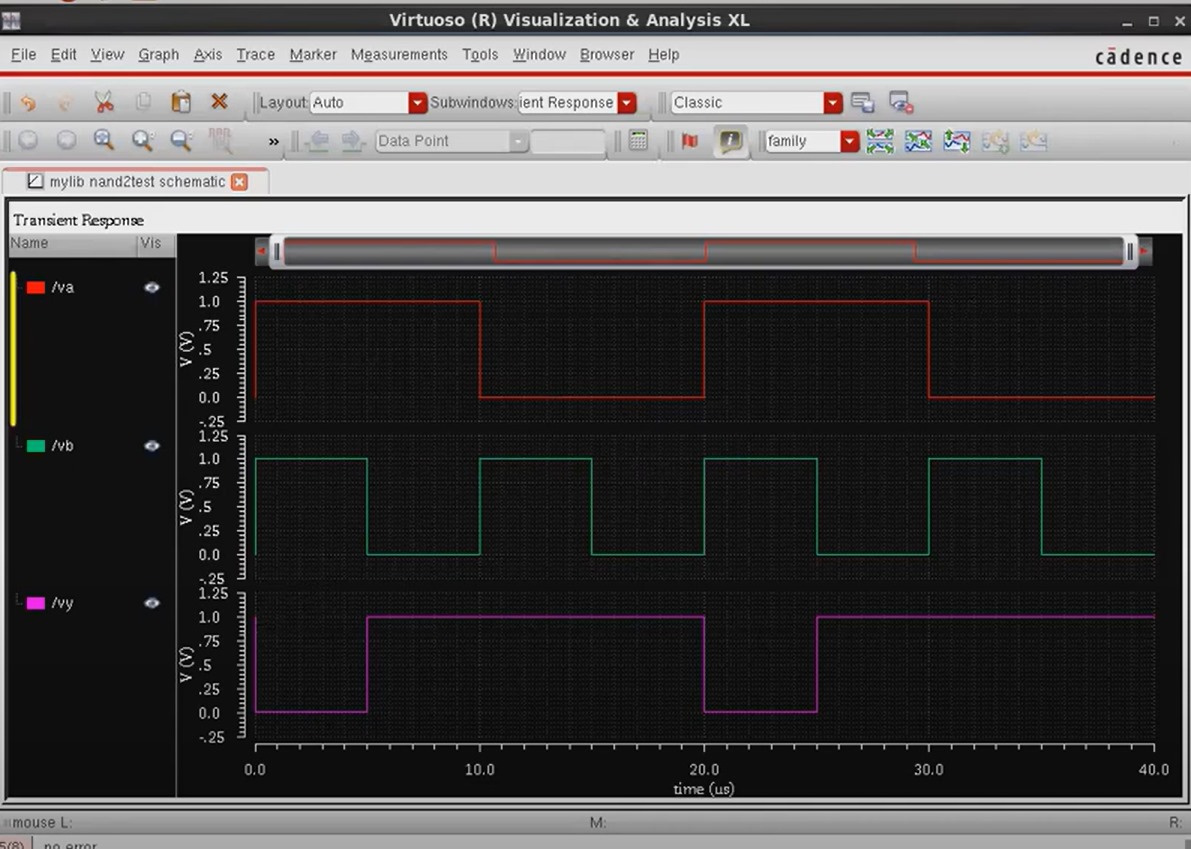 Virtuoso (R) Visualization & Analysis XL
File Edit View Graph Axis Trace Marker Measurements Tools Window Browser Help
cādence
Layout: Auto Subwindows: ient Response Classic
» Data Point family
mylib nand2test schematic
Transient Response
Name Vis
/va
1.25
1.0
.75
.5
.25
0.0
-.25
V (V)
/vb
1.25
1.0
.75
.5
.25
0.0
-.25
V (V)
/vy
1.25
1.0
.75
.5
.25
0.0
-.25
V (V)
0.0 10.0 20.0 30.0 40.0
time (us)
mouse L: M: R:
5(8) no error